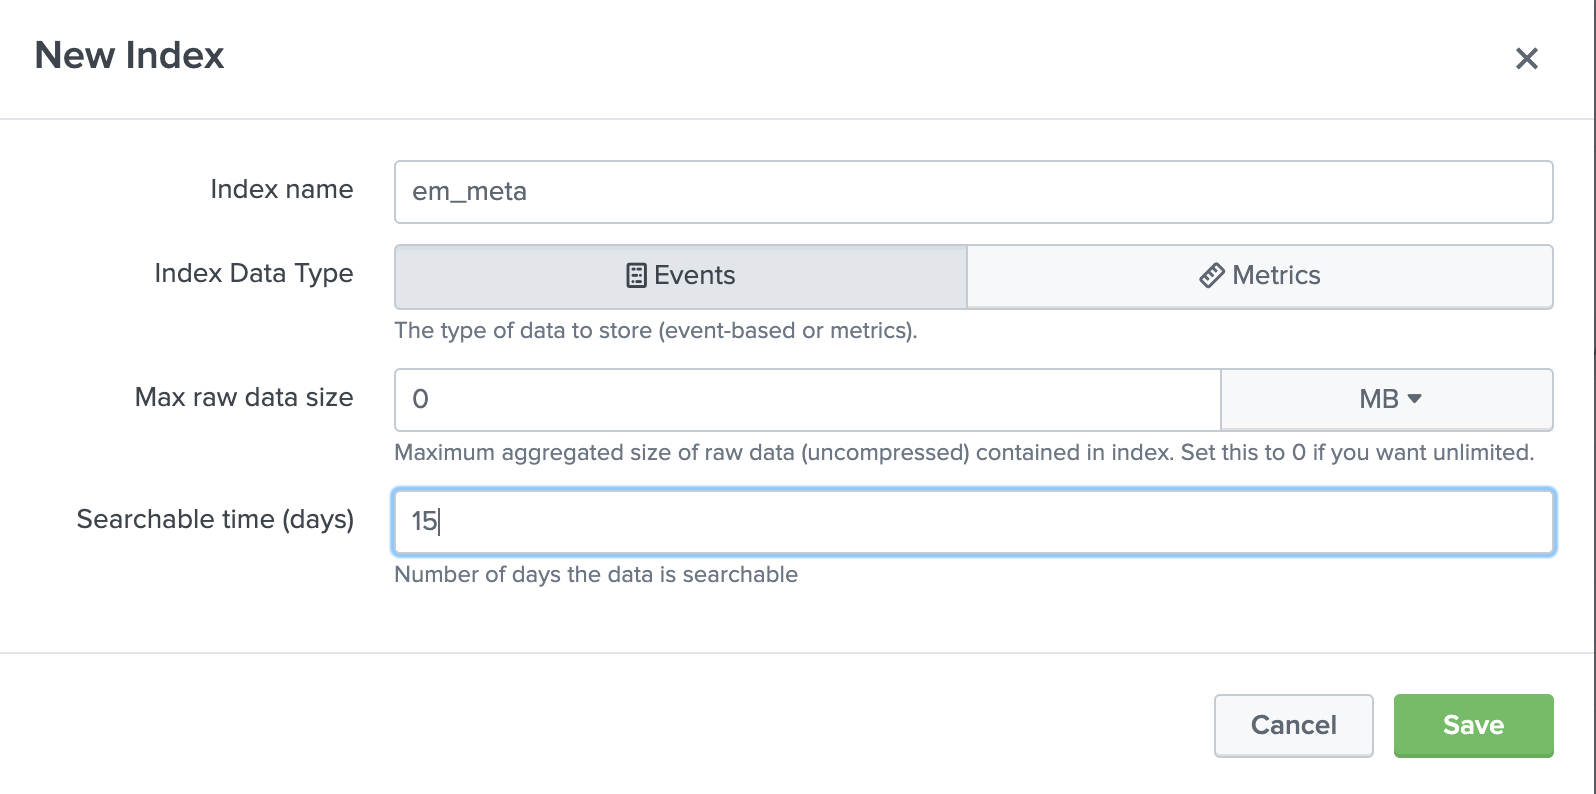 New Index
Index name em_meta
Index Data Type Events Metrics
The type of data to store (event-based or metrics).
Max raw data size 0 MB
Maximum aggregated size of raw data (uncompressed) contained in index. Set this to 0 if you want unlimited.
Searchable time (days) 15
Number of days the data is searchable
Cancel Save